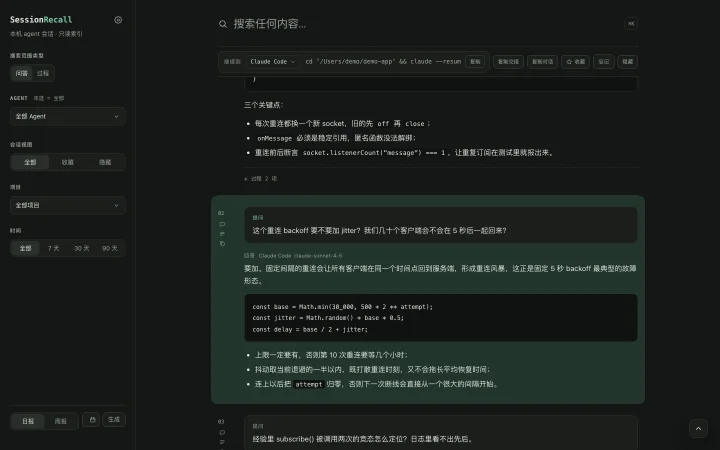 SessionRecall
本机 agent 会话 · 只读索引
搜索范围类型
问答 过程
AGENT 未选 = 全部
全部 Agent
会话视图
全部 收藏 隐藏
项目
全部项目
时间
全部 7 天 30 天 90 天
日报 周报 生成
搜索任何内容...
⌘K
Claude Code cd '/Users/demo/demo-app' && claude --resum 复制 复制交接 复制对话 收藏 隐藏
}
三个关键点：
• 每次重连都换一个新 socket，旧的先 off 再 close；
• onMessage 必须是稳定引用，匿名函数没法解绑；
• 重连前后断言 socket.listenerCount("message") === 1，让重复订阅在测试里就报出来。
+ 过程 2 项
02
提问
这个重连 backoff 要不要加 jitter？我们几十个客户端会不会在 5 秒后一起回来？
回答 Claude Code claude-sonnet-4-5
要加。固定间隔的重连会让所有客户端在同一个时间点回到服务端，形成重连风暴，这正是固定 5 秒 backoff 最典型的故障
形态。
const base = Math.min(30_000, 500 * 2 ** attempt);
const jitter = Math.random() * base * 0.5;
const delay = base / 2 + jitter;
• 上限一定要有，否则第 10 次重连要等几个小时；
• 抖动取当前退避的一半以内，既打散重连时刻，又不会拖长平均恢复时间；
• 连上以后把 attempt 归零，否则下一次断线会直接从一个很大的间隔开始。
03
提问
经验里 subscribe() 被调用两次的竞态怎么定位？日志里看不出先后。